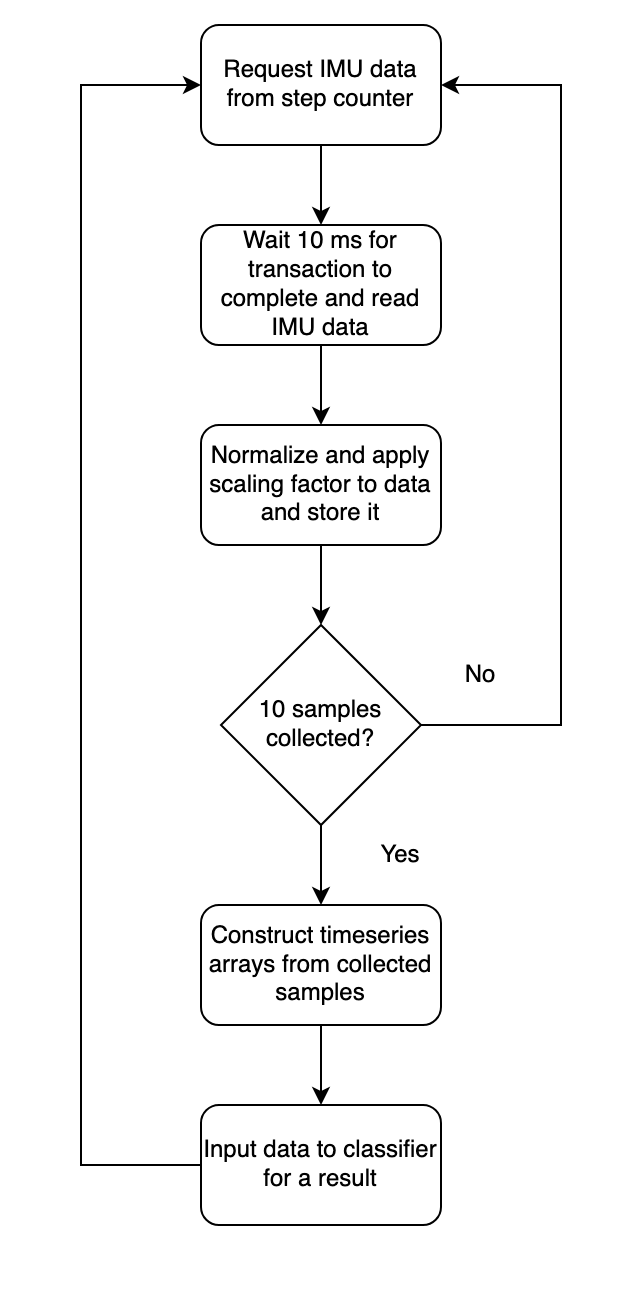 Request IMU data
from step counter
Wait 10 ms for
transaction to
complete and read
IMU data
Normalize and apply
scaling factor to data
and store it
No
10 samples
collected?
Yes
Construct timeseries
arrays from collected
samples
Input data to classifier
for a result